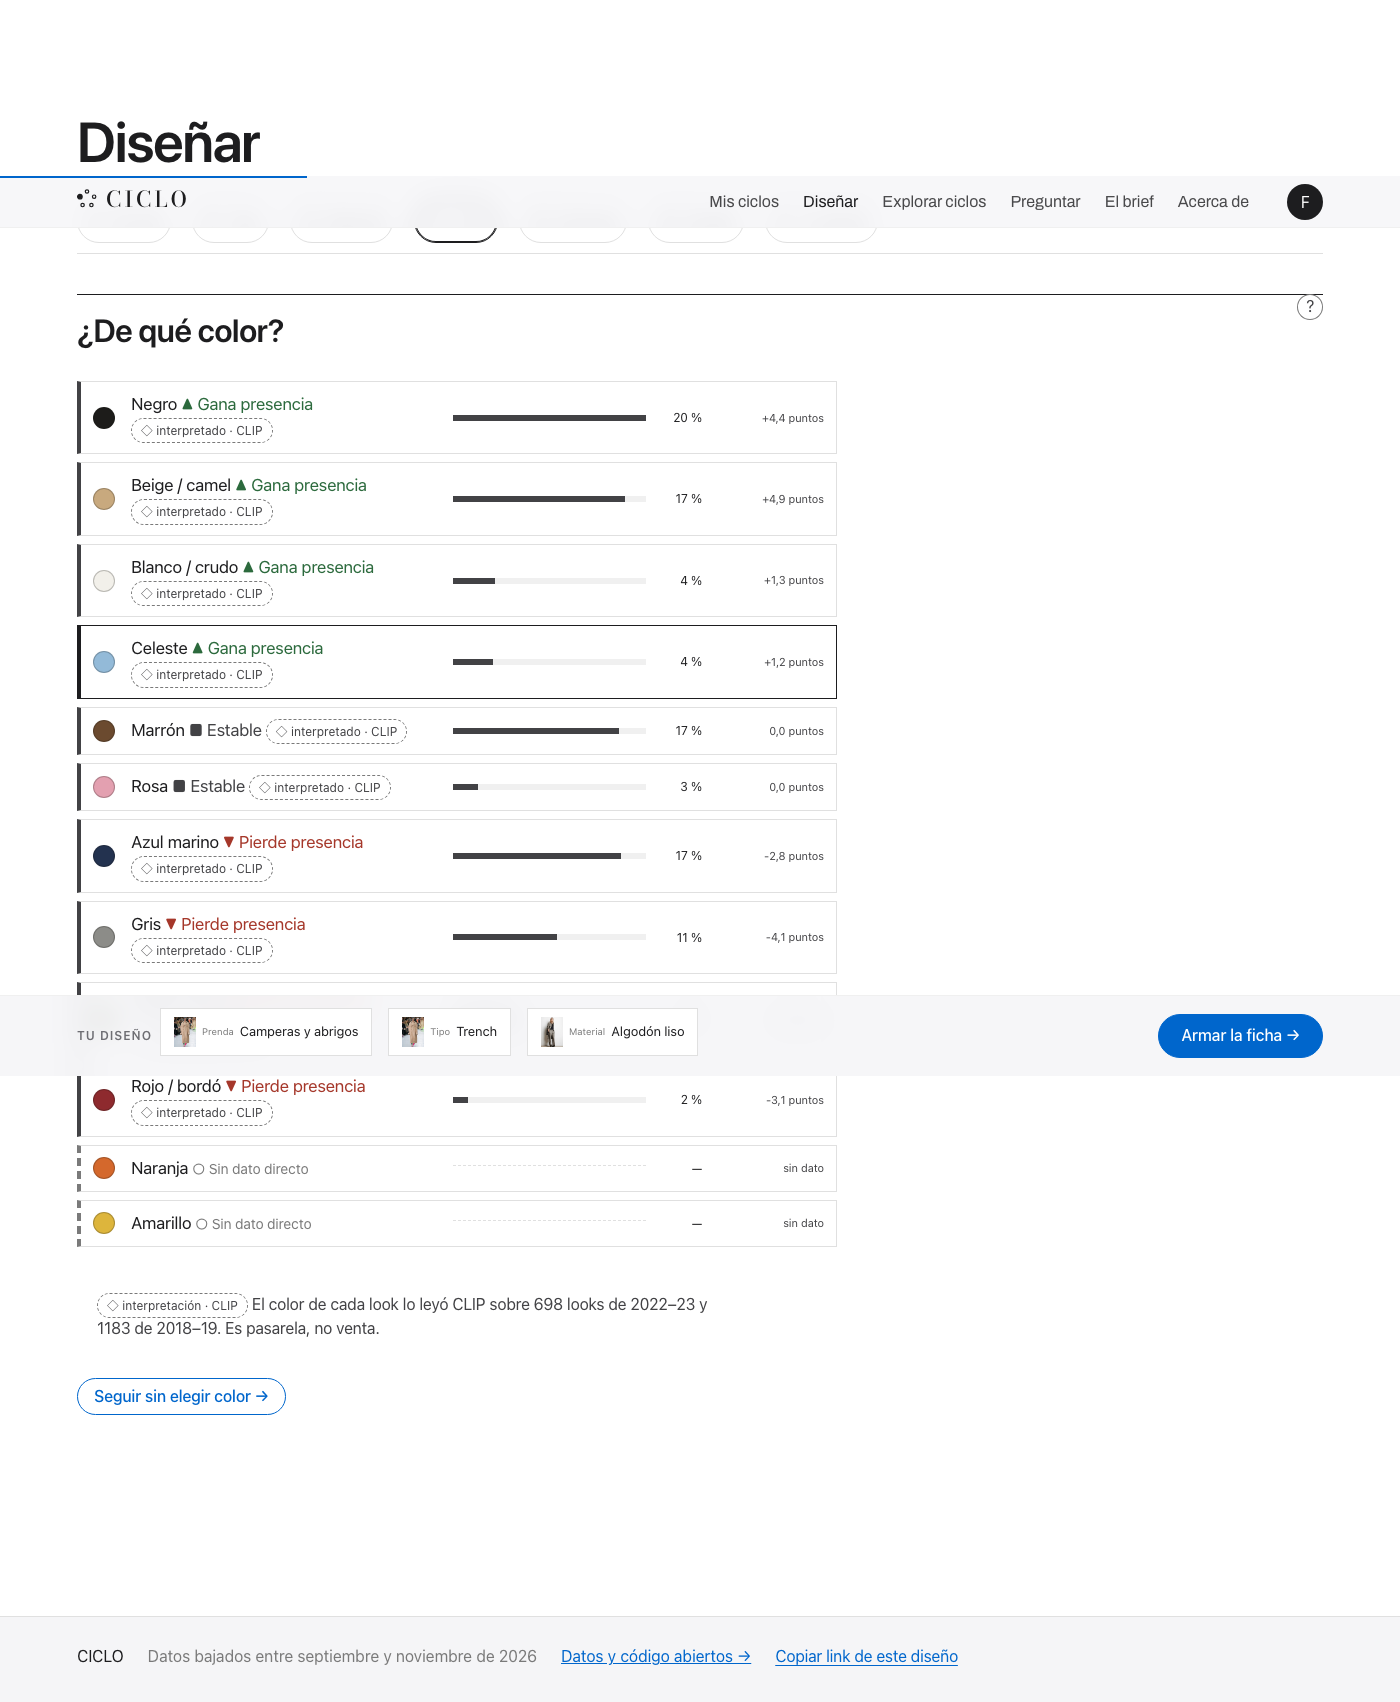 Diseñar
CICLO
Mis ciclos
Diseñar
Explorar ciclos
Preguntar
El brief
Acerca de
F
?
¿De qué color?
Negro ▲ Gana presencia
◇ interpretado · CLIP
20 %
+4,4 puntos
Beige / camel ▲ Gana presencia
◇ interpretado · CLIP
17 %
+4,9 puntos
Blanco / crudo ▲ Gana presencia
◇ interpretado · CLIP
4 %
+1,3 puntos
Celeste ▲ Gana presencia
◇ interpretado · CLIP
4 %
+1,2 puntos
Marrón ■ Estable ◇ interpretado · CLIP
17 %
0,0 puntos
Rosa ■ Estable ◇ interpretado · CLIP
3 %
0,0 puntos
Azul marino ▼ Pierde presencia
◇ interpretado · CLIP
17 %
-2,8 puntos
Gris ▼ Pierde presencia
◇ interpretado · CLIP
11 %
-4,1 puntos
TU DISEÑO
Prenda Camperas y abrigos
Tipo Trench
Material Algodón liso
Armar la ficha →
Rojo / bordó ▼ Pierde presencia
◇ interpretado · CLIP
2 %
-3,1 puntos
Naranja ○ Sin dato directo
—
sin dato
Amarillo ○ Sin dato directo
—
sin dato
◇ interpretación · CLIP El color de cada look lo leyó CLIP sobre 698 looks de 2022–23 y
1183 de 2018–19. Es pasarela, no venta.
Seguir sin elegir color →
CICLO
Datos bajados entre septiembre y noviembre de 2026
Datos y código abiertos →
Copiar link de este diseño